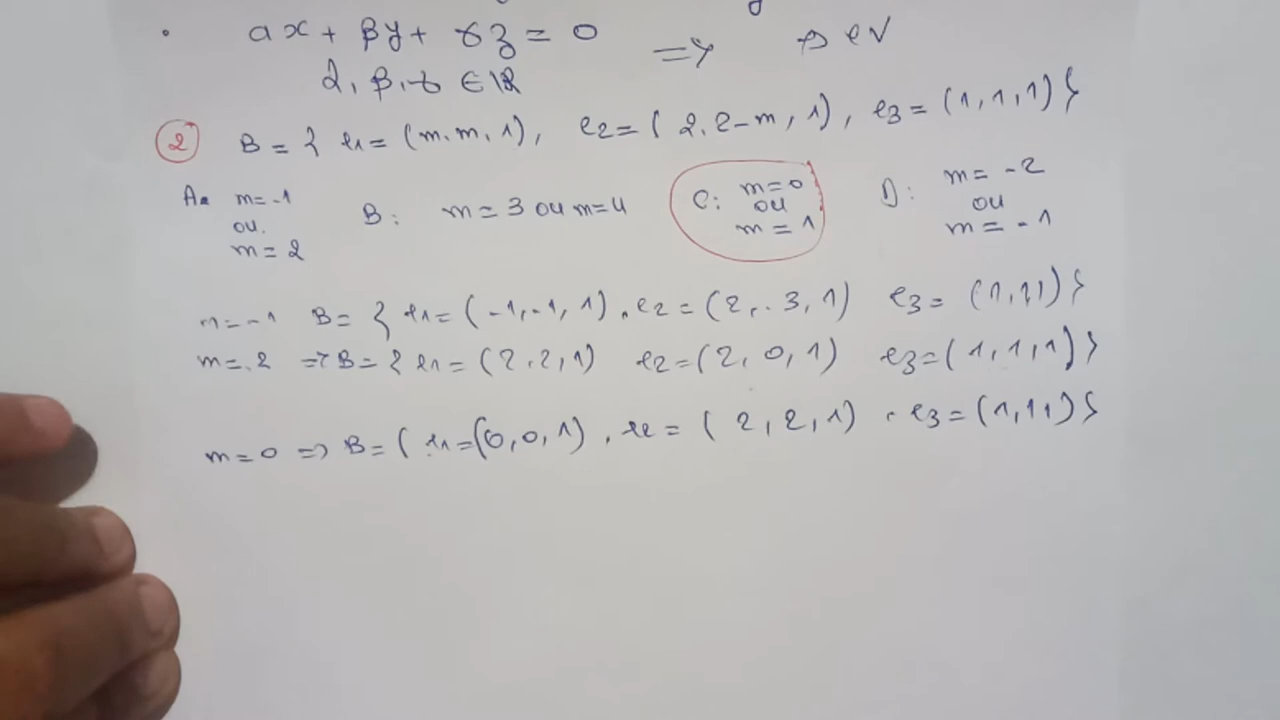 • αx + βy + γz = 0 => Δ ev
α, β, γ ∈ IR
② B = { e1 = (m, m, 1), e2 = ( 2, 2-m, 1), e3 = (1, 1, 1) }
A: m = -1 ou m = 2 B: m = 3 ou m = 4 C: m = 0 ou m = 1 D: m = -2 ou m = -1
m = -1 B = { e1 = (-1, -1, 1), e2 = (2, 3, 1) e3 = (1, 1, 1) }
m = 2 => B = { e1 = (2, 2, 1) e2 = (2, 0, 1) e3 = (1, 1, 1) }
m = 0 => B = ( e1 = (0, 0, 1), e2 = ( 2, 2, 1), e3 = (1, 1, 1) }